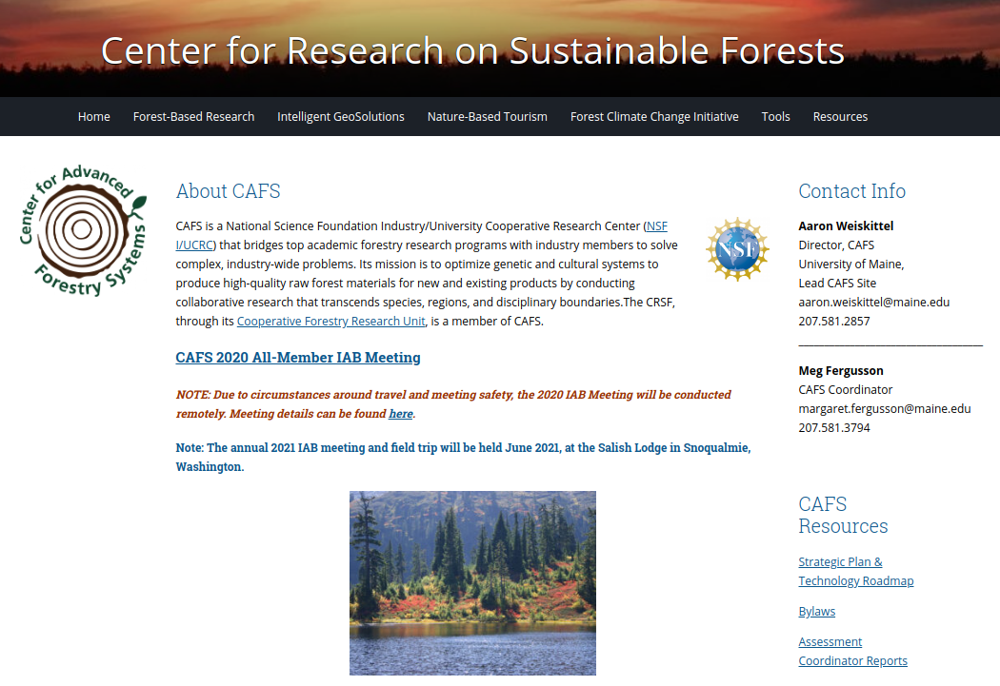 Center for Research on Sustainable Forests
Home Forest-Based Research Intelligent GeoSolutions Nature-Based Tourism Forest Climate Change Initiative Tools Resources
Center for Advanced
Forestry Systems
About CAFS
CAFS is a National Science Foundation Industry/University Cooperative Research Center (NSF
I/UCRC) that bridges top academic forestry research programs with industry members to solve
complex, industry-wide problems. Its mission is to optimize genetic and cultural systems to
produce high-quality raw forest materials for new and existing products by conducting
collaborative research that transcends species, regions, and disciplinary boundaries.The CRSF,
through its Cooperative Forestry Research Unit, is a member of CAFS.
NSF
CAFS 2020 All-Member IAB Meeting
NOTE: Due to circumstances around travel and meeting safety, the 2020 IAB Meeting will be conducted
remotely. Meeting details can be found here.
Note: The annual 2021 IAB meeting and field trip will be held June 2021, at the Salish Lodge in Snoqualmie,
Washington.
Contact Info
Aaron Weiskittel
Director, CAFS
University of Maine,
Lead CAFS Site
aaron.weiskittel@maine.edu
207.581.2857
Meg Fergusson
CAFS Coordinator
margaret.fergusson@maine.edu
207.581.3794
CAFS
Resources
Strategic Plan &
Technology Roadmap
Bylaws
Assessment
Coordinator Reports